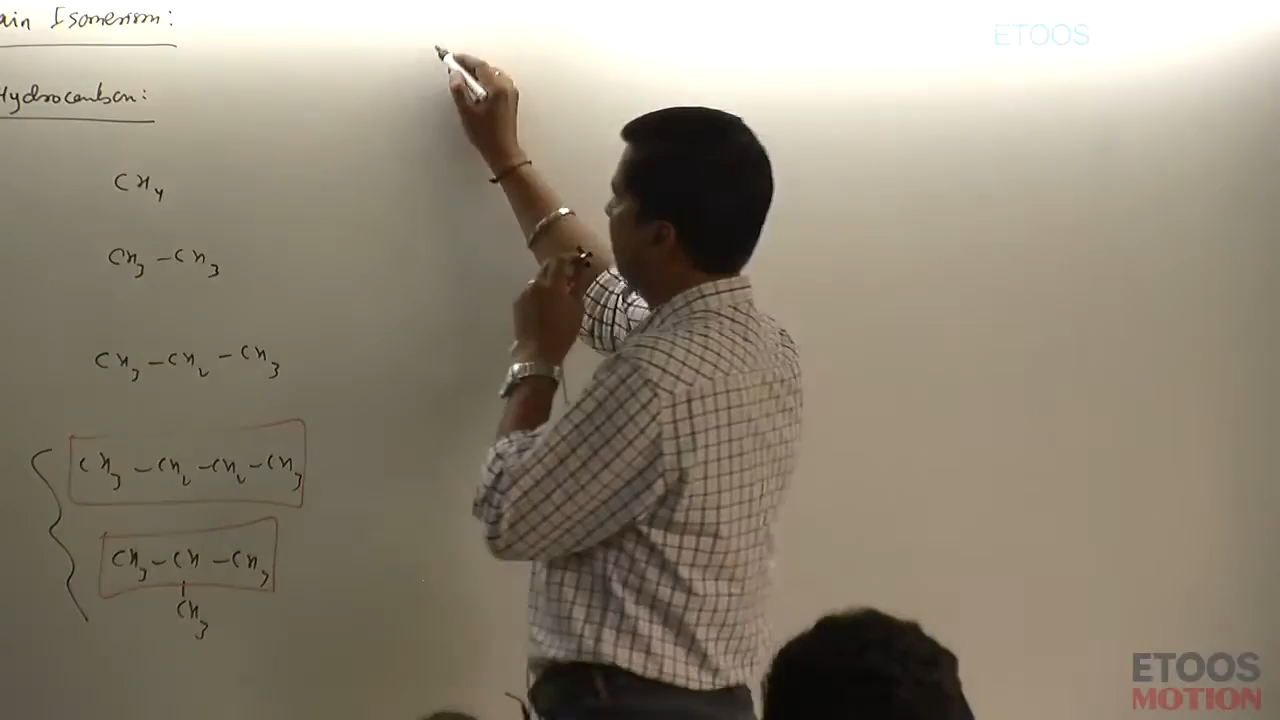 ain Isomerism:
ETOOS
Hydrocarbon:
CH4
CH3 – CH3
CH3 – CH2 – CH3
CH3 – CH2 – CH2 – CH3
CH3 – CH – CH3
CH3
ETOOS
MOTION